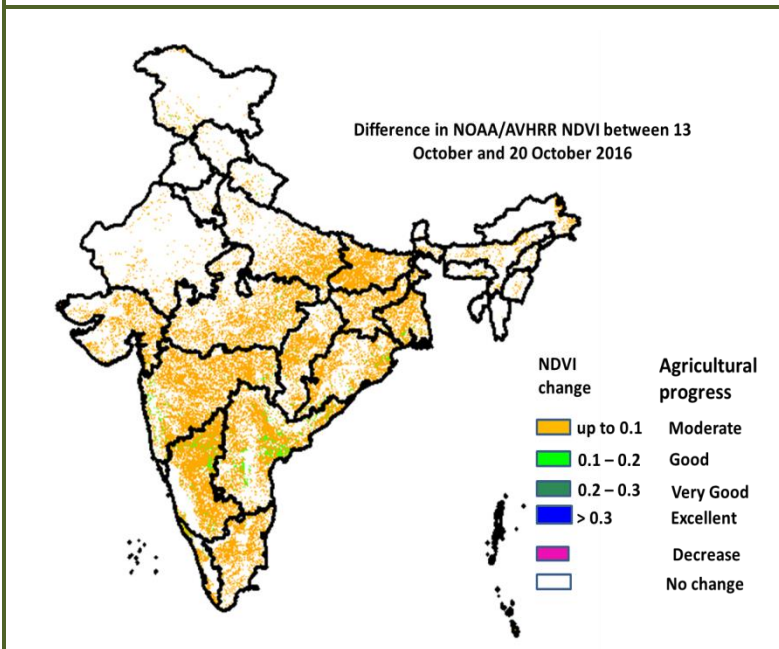 Difference in NOAA/AVHRR NDVI between 13
October and 20 October 2016
NDVI
change
Agricultural
progress
up to 0.1 Moderate
0.1 – 0.2 Good
0.2 – 0.3 Very Good
> 0.3 Excellent
Decrease
No change